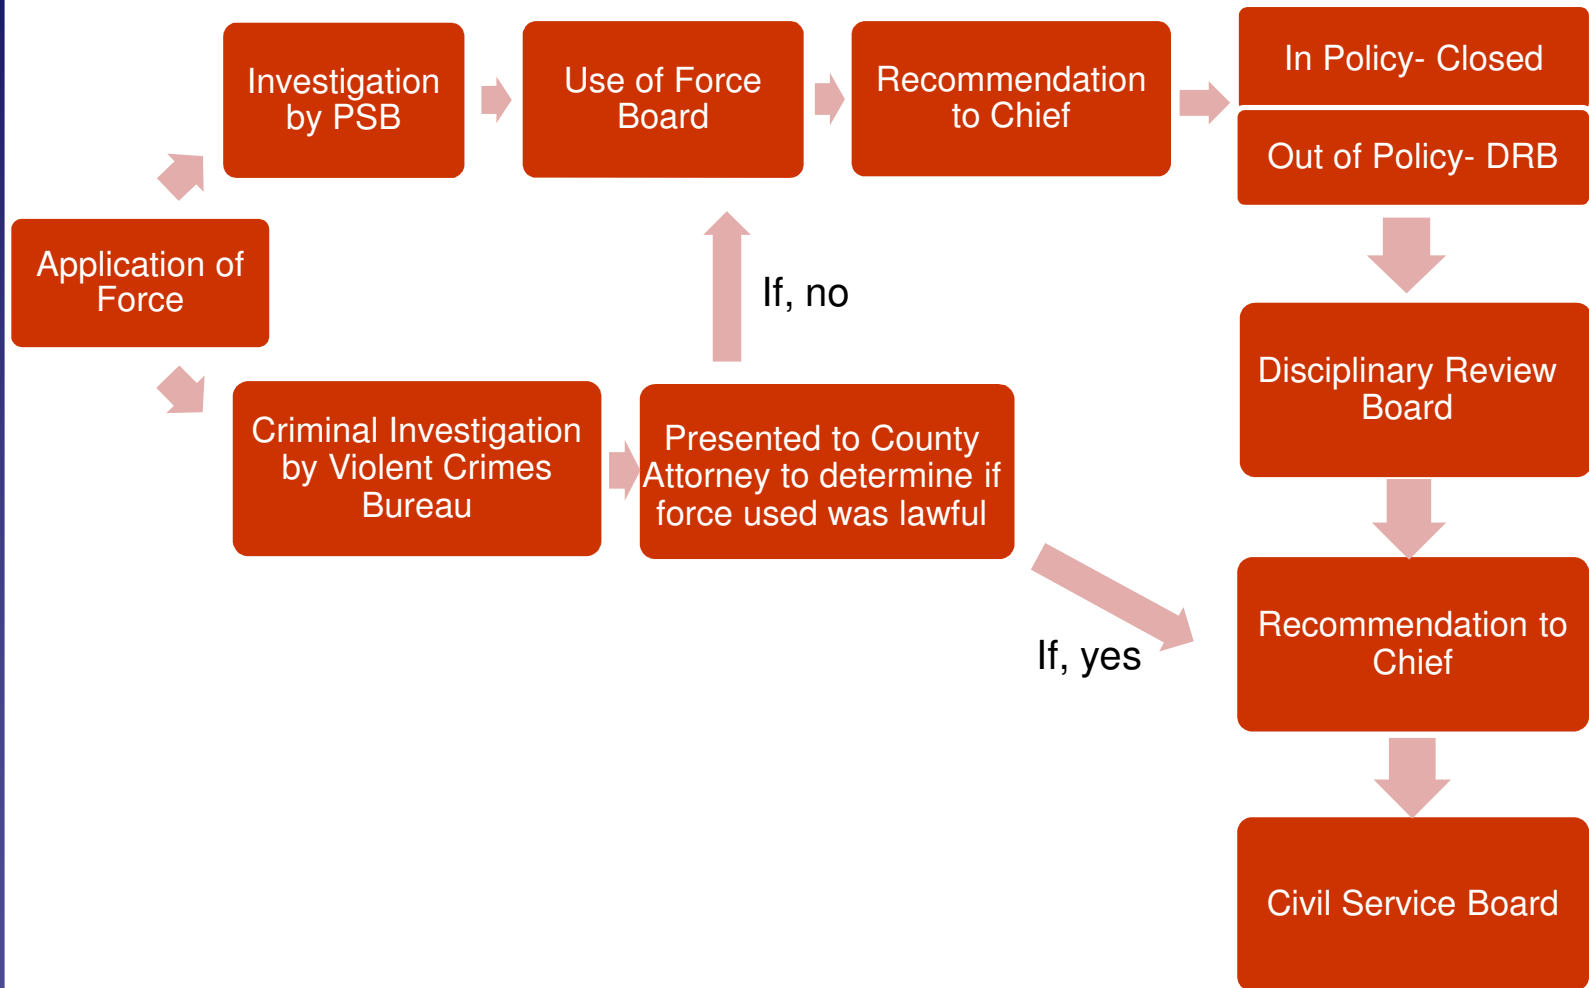 Investigation
by PSB
Use of Force
Board
Recommendation
to Chief
In Policy- Closed
Out of Policy- DRB
Application of
Force
If, no
Criminal Investigation
by Violent Crimes
Bureau
Presented to County
Attorney to determine if
force used was lawful
Disciplinary Review
Board
If, yes
Recommendation to
Chief
Civil Service Board